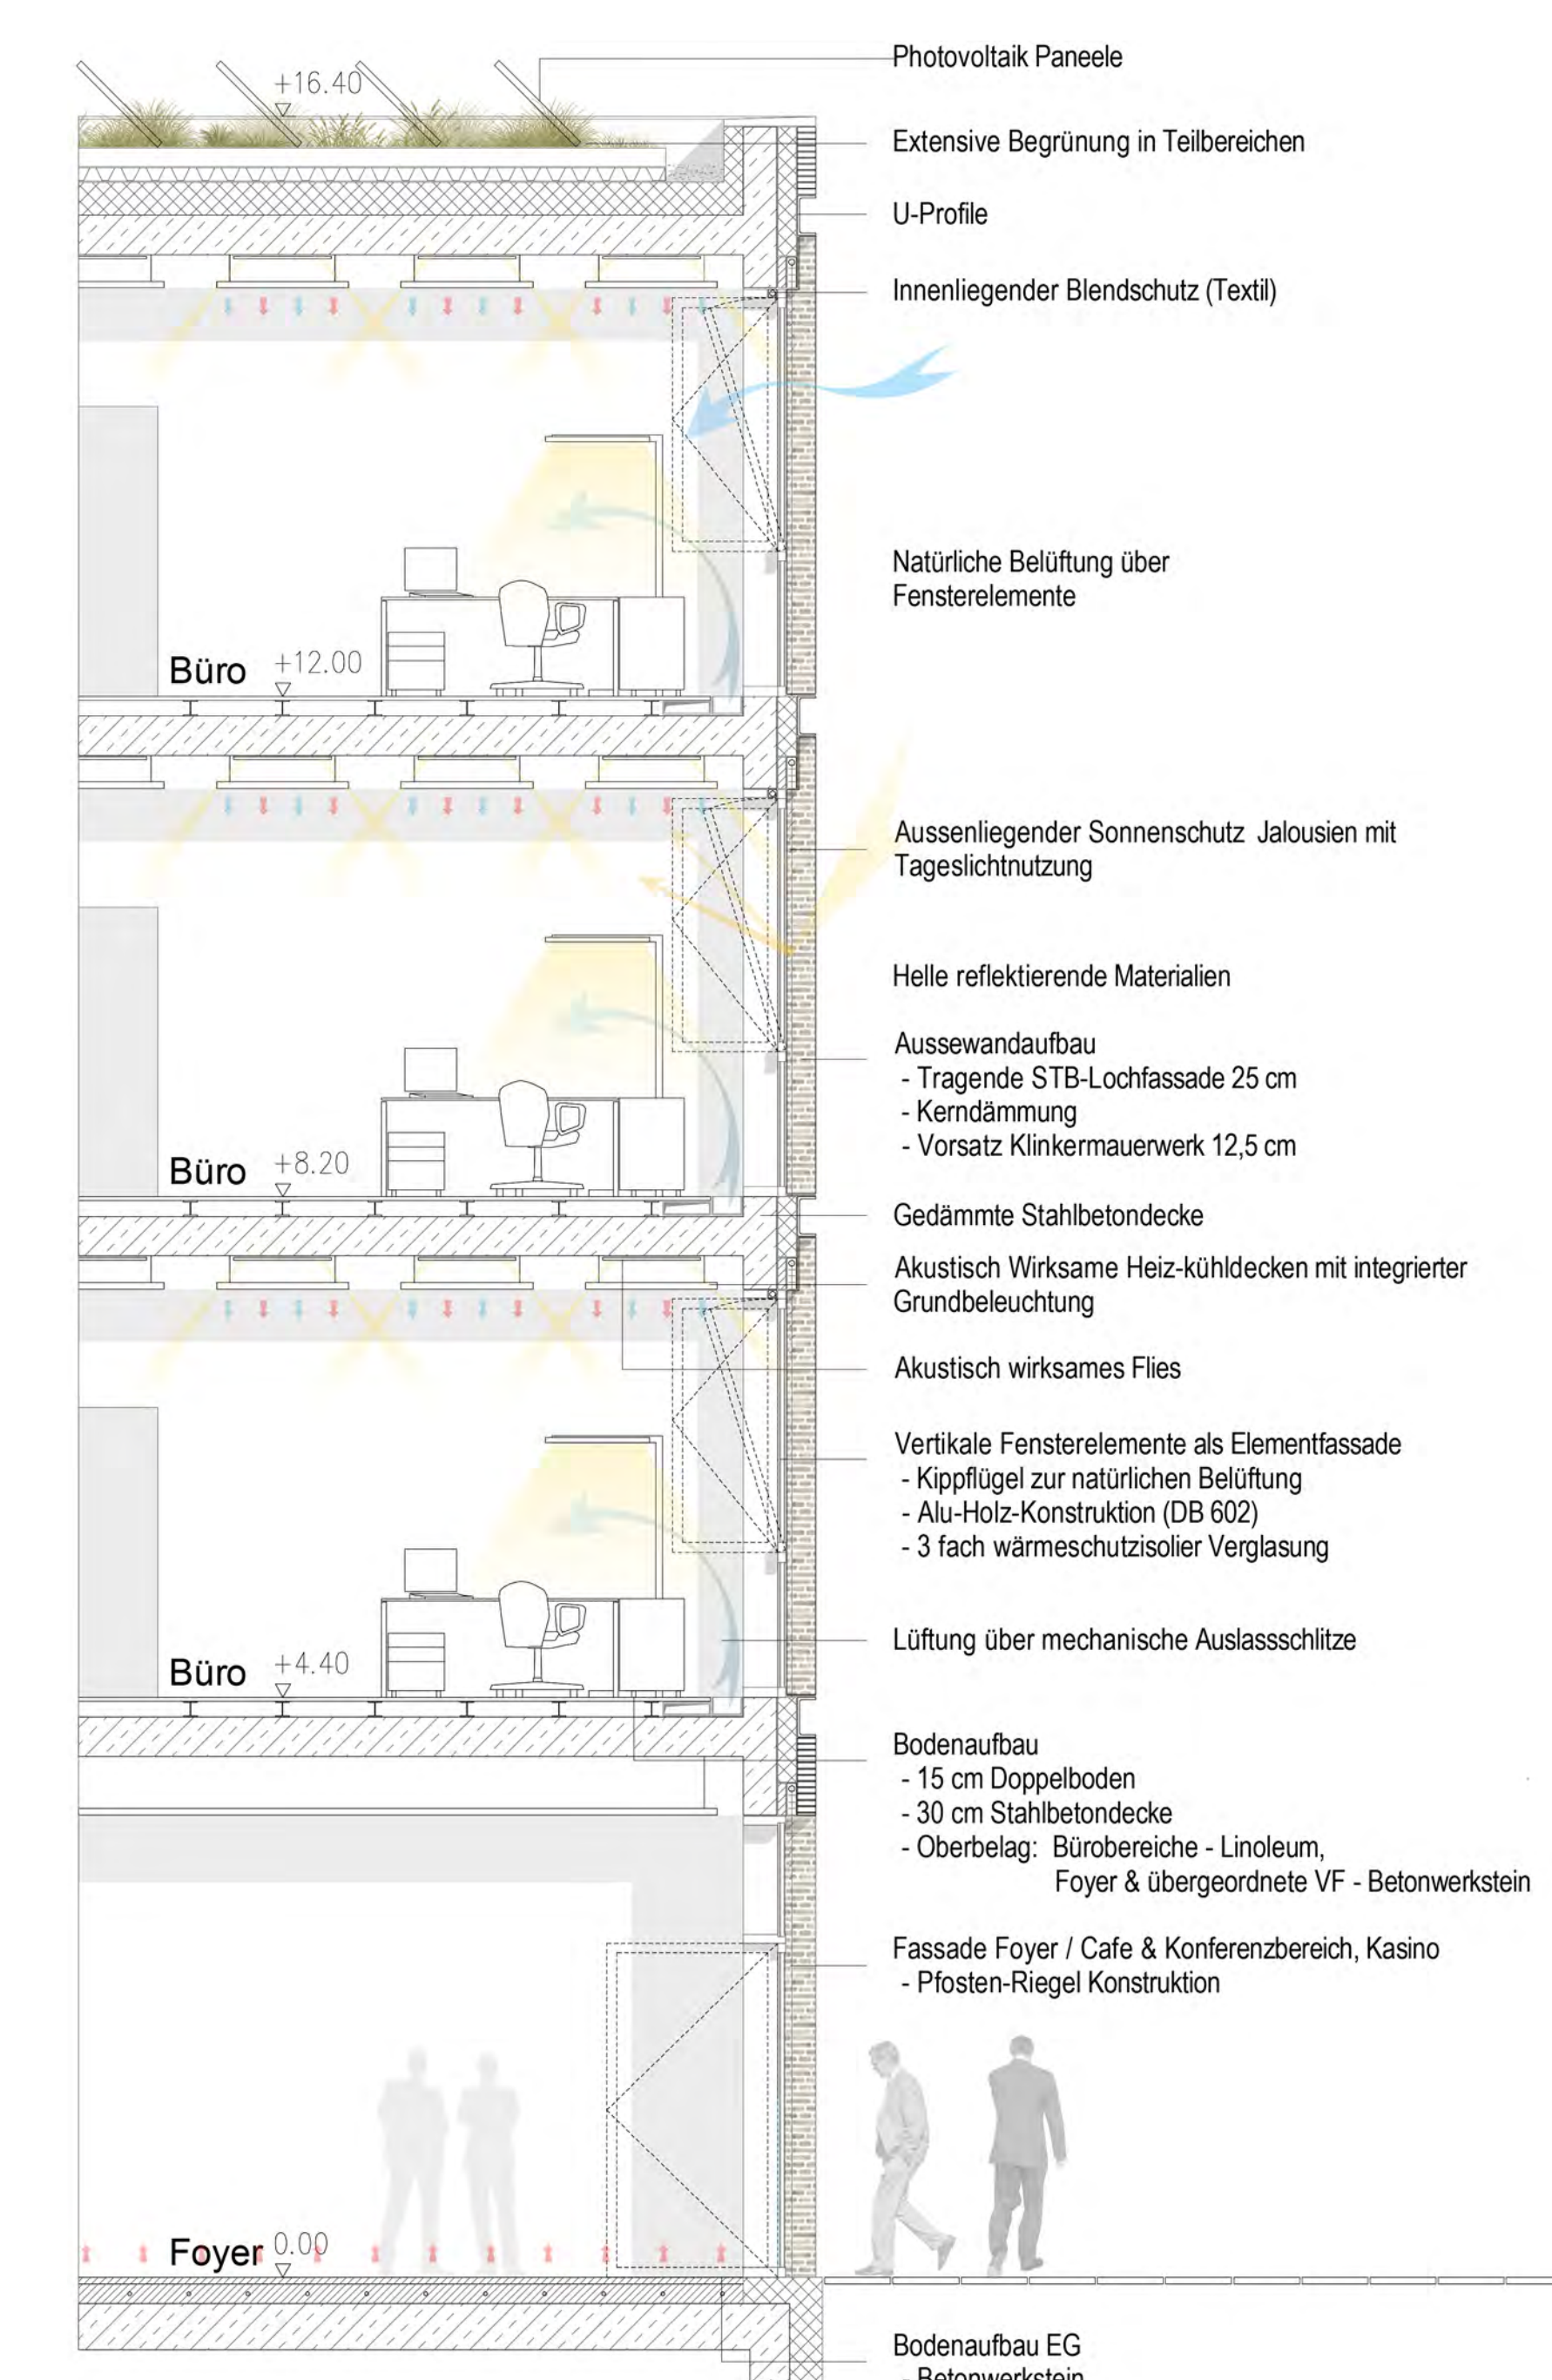 Photovoltaik Paneele
+16.40
Extensive Begrünung in Teilbereichen
U-Profile
Innenliegender Blendschutz (Textil)
Natürliche Belüftung über
Fensterelemente
Büro +12.00
Aussenliegender Sonnenschutz Jalousien mit
Tageslichtnutzung
Helle reflektierende Materialien
Aussewandaufbau
- Tragende STB-Lochfassade 25 cm
- Kerndämmung
- Vorsatz Klinkermauerwerk 12,5 cm
Büro +8.20
Gedämmte Stahlbetondecke
Akustisch Wirksame Heiz-kühldecken mit integrierter
Grundbeleuchtung
Akustisch wirksames Flies
Vertikale Fensterelemente als Elementfassade
- Kippflügel zur natürlichen Belüftung
- Alu-Holz-Konstruktion (DB 602)
- 3 fach wärmeschutzisolier Verglasung
Lüftung über mechanische Auslassschlitze
Büro +4.40
Bodenaufbau
- 15 cm Doppelboden
- 30 cm Stahlbetondecke
- Oberbelag: Bürobereiche - Linoleum,
Foyer & übergeordnete VF - Betonwerkstein
Fassade Foyer / Cafe & Konferenzbereich, Kasino
- Pfosten-Riegel Konstruktion
Foyer 0.00
Bodenaufbau EG
- Betonwerkstein